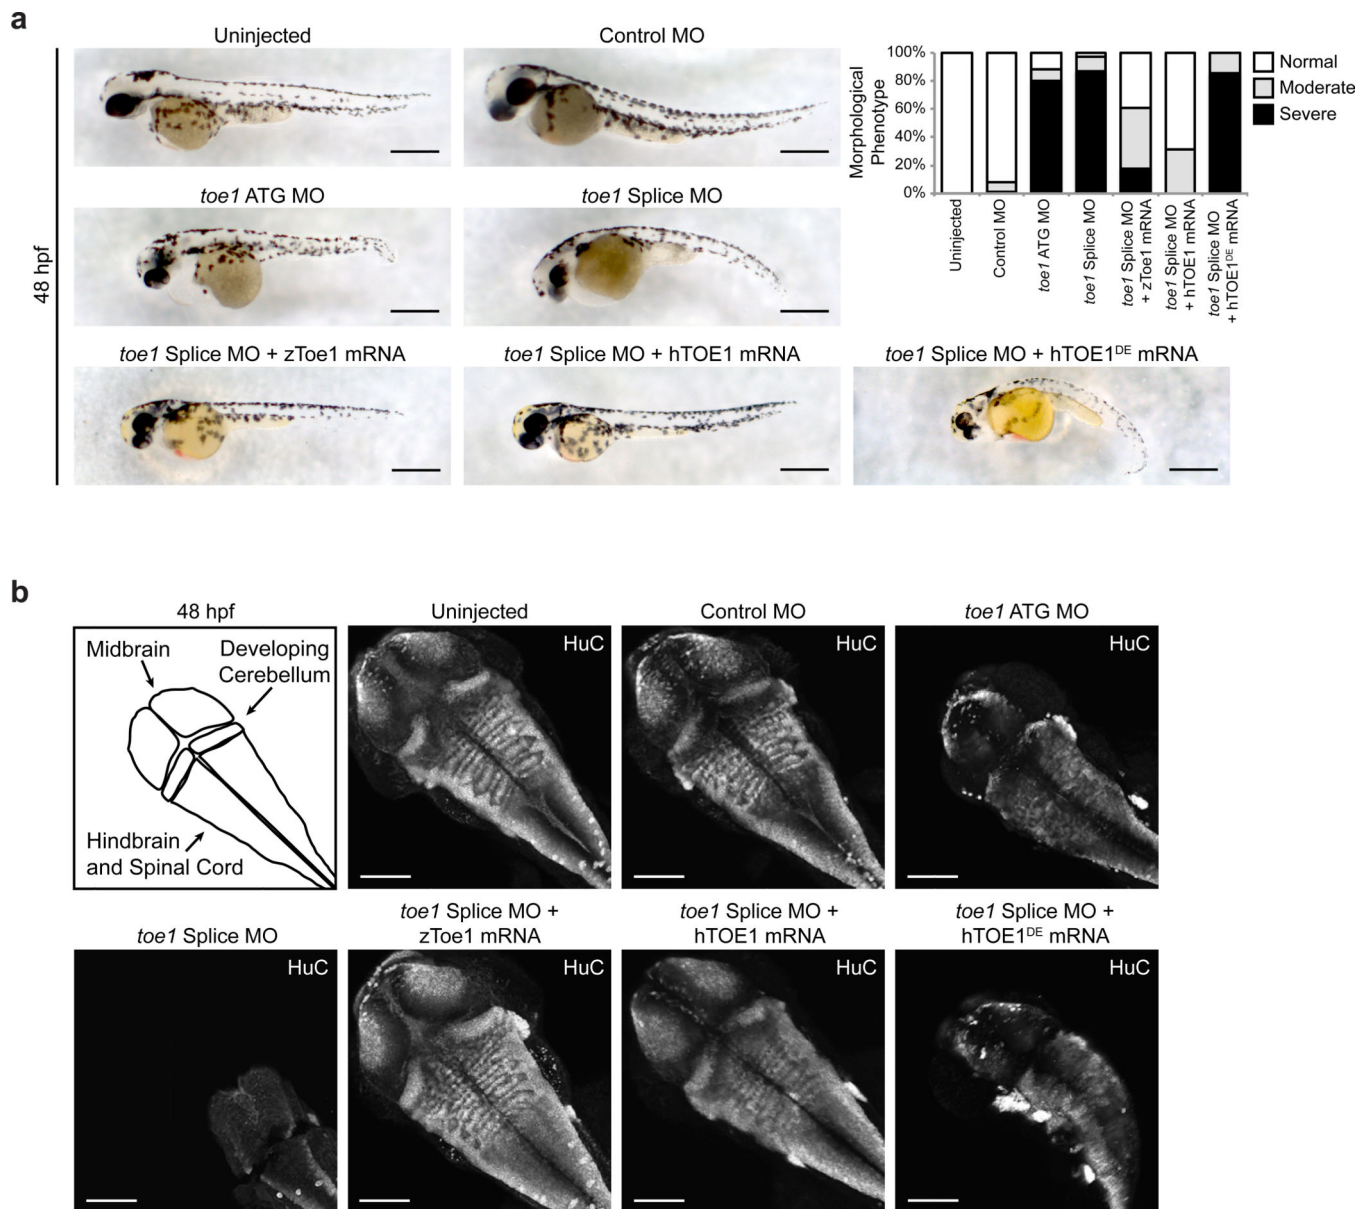 a
Uninjected
Control MO
toe1 ATG MO
toe1 Splice MO
48 hpf
toe1 Splice MO + zToe1 mRNA
toe1 Splice MO + hTOE1 mRNA
toe1 Splice MO + hTOE1DE mRNA
Morphological
Phenotype
100%
80%
60%
40%
20%
0%
Normal
Moderate
Severe
Uninjected
Control MO
toe1 ATG MO
toe1 Splice MO
toe1 Splice MO
+ zToe1 mRNA
toe1 Splice MO
+ hTOE1 mRNA
toe1 Splice MO
+ hTOE1DE mRNA
b
48 hpf
Midbrain
Developing
Cerebellum
Hindbrain
and Spinal Cord
Uninjected
HuC
Control MO
HuC
toe1 ATG MO
HuC
toe1 Splice MO
HuC
toe1 Splice MO +
zToe1 mRNA
HuC
toe1 Splice MO +
hTOE1 mRNA
HuC
toe1 Splice MO +
hTOE1DE mRNA
HuC